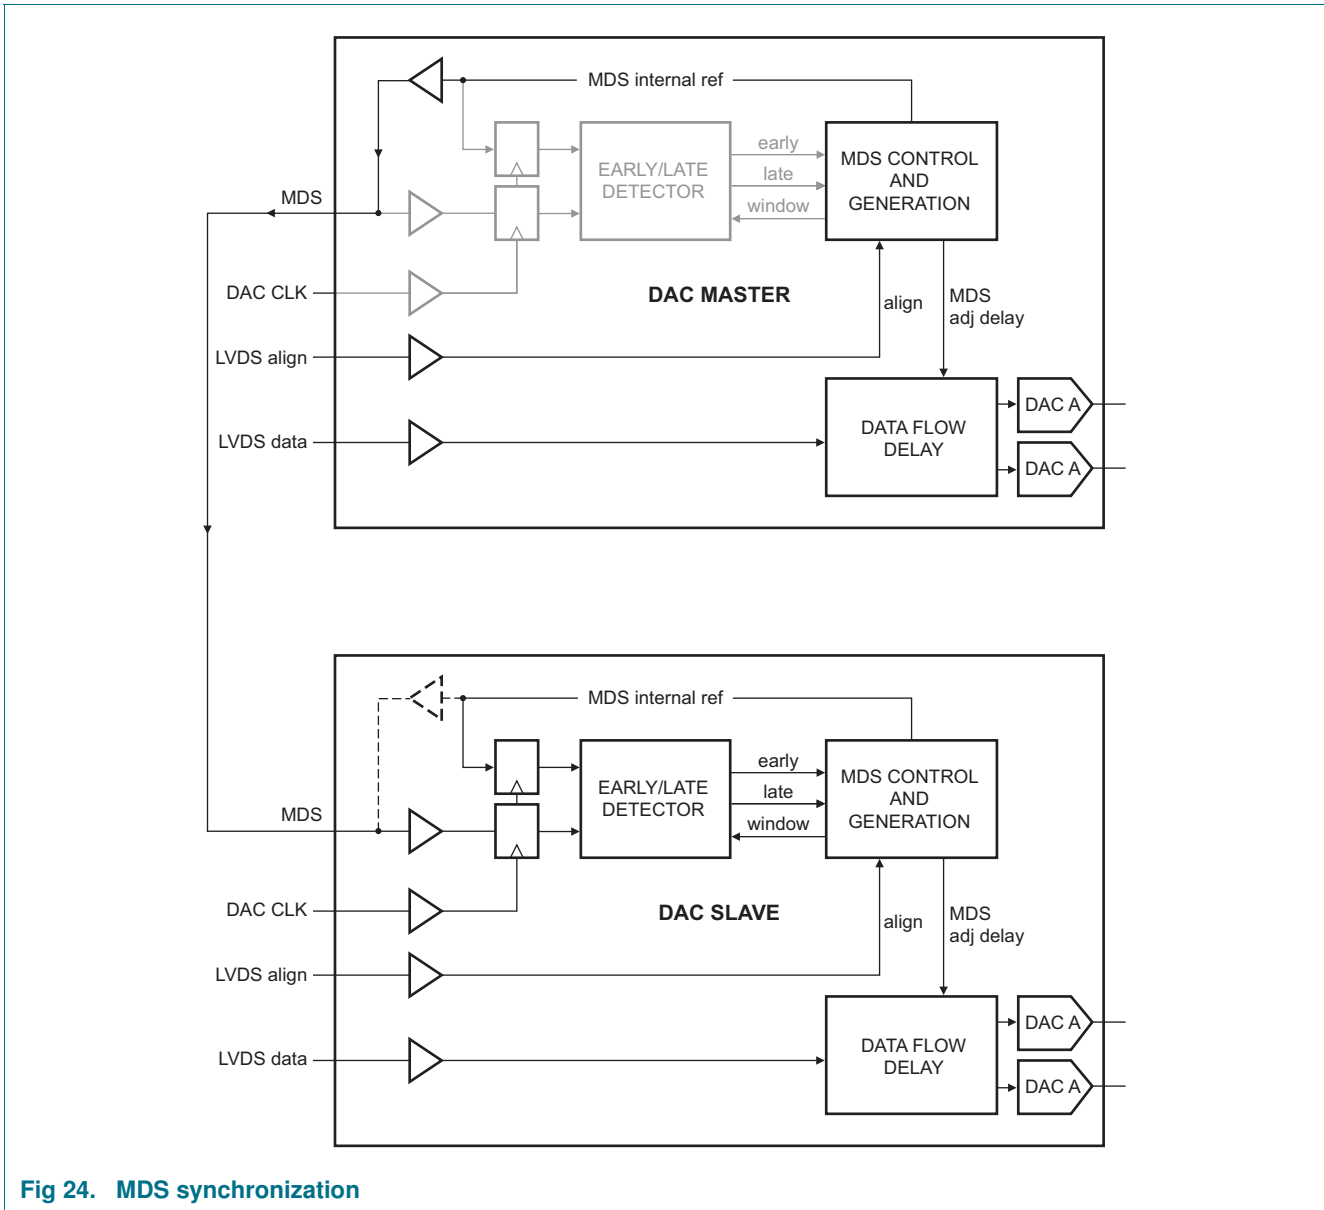 MDS internal ref
EARLY/LATE
DETECTOR
early
late
window
MDS CONTROL
AND
GENERATION
MDS
DAC CLK
DAC MASTER
align
MDS
adj delay
LVDS align
LVDS data
DATA FLOW
DELAY
DAC A
DAC A
MDS internal ref
EARLY/LATE
DETECTOR
early
late
window
MDS CONTROL
AND
GENERATION
MDS
DAC CLK
DAC SLAVE
align
MDS
adj delay
LVDS align
LVDS data
DATA FLOW
DELAY
DAC A
DAC A
Fig 24. MDS synchronization